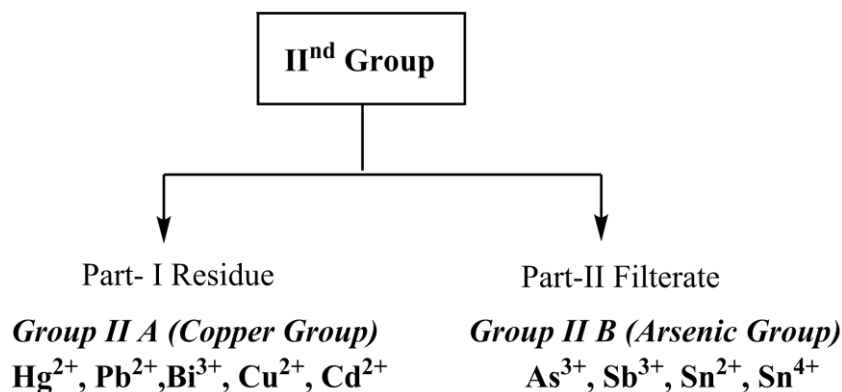 IInd Group
Part- I Residue
Part-II Filterate
Group II A (Copper Group)
Group II B (Arsenic Group)
Hg2+, Pb2+,Bi3+, Cu2+, Cd2+
As3+, Sb3+, Sn2+, Sn4+